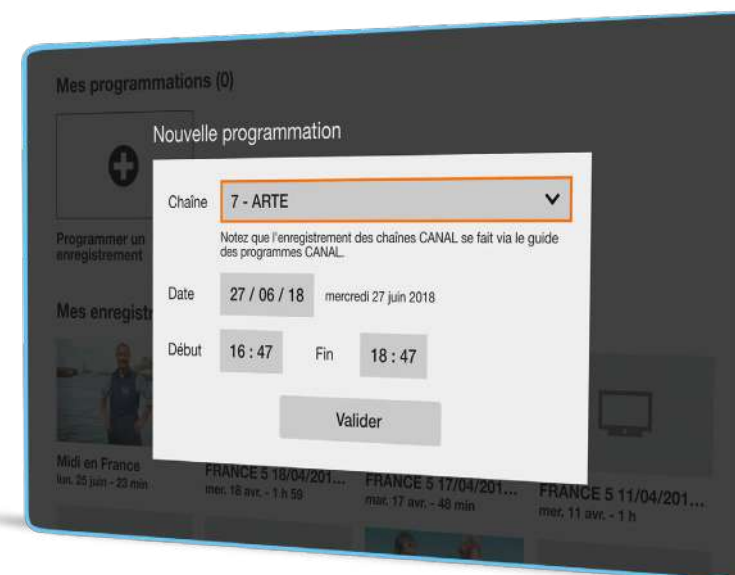 Mes programmations (0)
Nouvelle programmation
Chaîne 7 - ARTE
Notez que l'enregistrement des chaînes CANAL se fait via le guide
des programmes CANAL.
Date 27 / 06 / 18 mercredi 27 juin 2018
Début 16 : 47 Fin 18 : 47
Valider
Programmer un
enregistrement
Mes enregistr
Midi en France
lun. 25 juin - 23 min
FRANCE 5 18/04/201...
mer. 18 avr. - 1 h 59
FRANCE 5 17/04/201...
mar. 17 avr. - 48 min
FRANCE 5 11/04/201...
mer. 11 avr. - 1 h